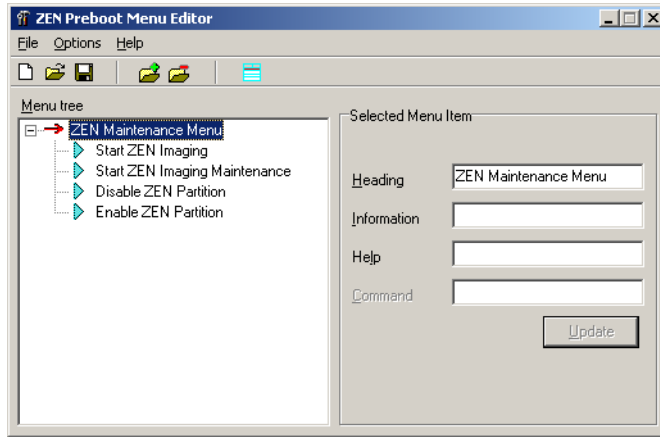 ZEN Preboot Menu Editor
File Options Help
Menu tree
ZEN Maintenance Menu
Start ZEN Imaging
Start ZEN Imaging Maintenance
Disable ZEN Partition
Enable ZEN Partition
Selected Menu Item
Heading ZEN Maintenance Menu
Information
Help
Command
Update